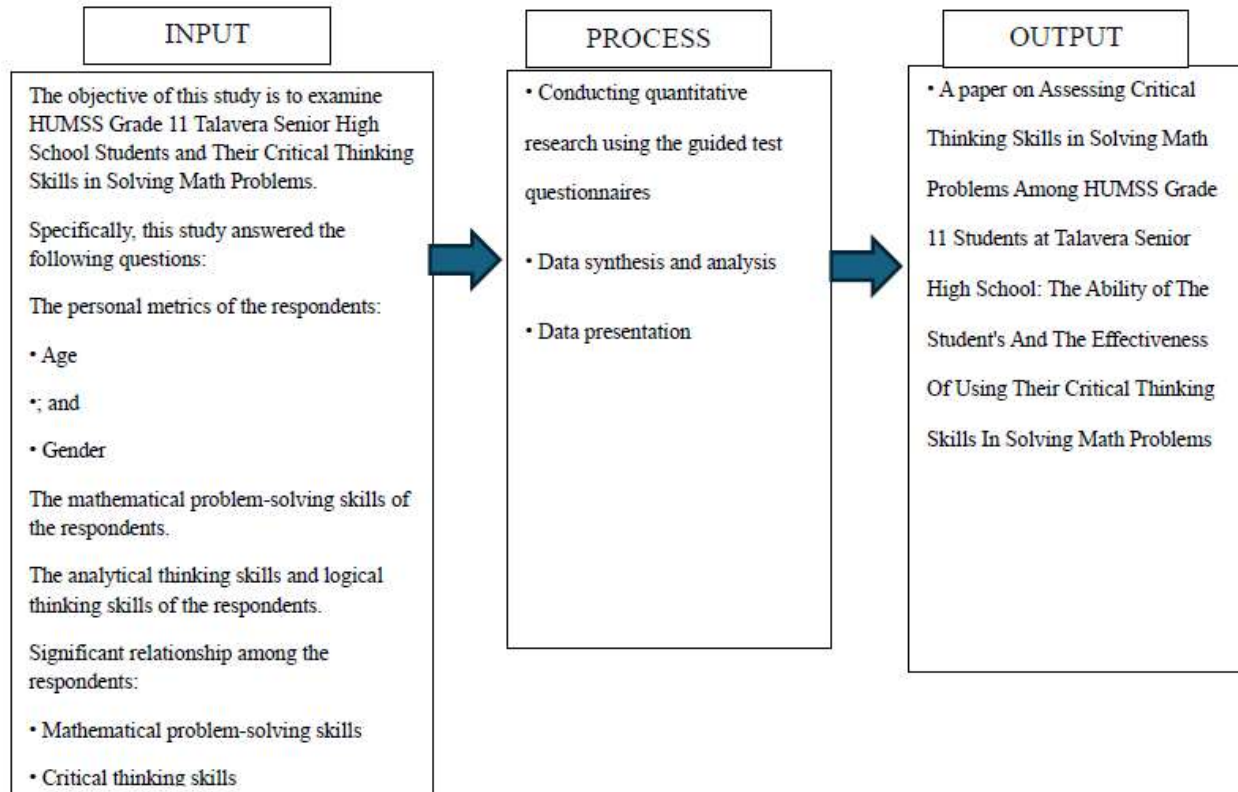 INPUT
The objective of this study is to examine
HUMSS Grade 11 Talavera Senior High
School Students and Their Critical Thinking
Skills in Solving Math Problems.
Specifically, this study answered the
following questions:
The personal metrics of the respondents:
• Age
•; and
• Gender
The mathematical problem-solving skills of
the respondents.
The analytical thinking skills and logical
thinking skills of the respondents.
Significant relationship among the
respondents:
• Mathematical problem-solving skills
• Critical thinking skills
PROCESS
• Conducting quantitative
research using the guided test
questionnaires
• Data synthesis and analysis
• Data presentation
OUTPUT
• A paper on Assessing Critical
Thinking Skills in Solving Math
Problems Among HUMSS Grade
11 Students at Talavera Senior
High School: The Ability of The
Student's And The Effectiveness
Of Using Their Critical Thinking
Skills In Solving Math Problems